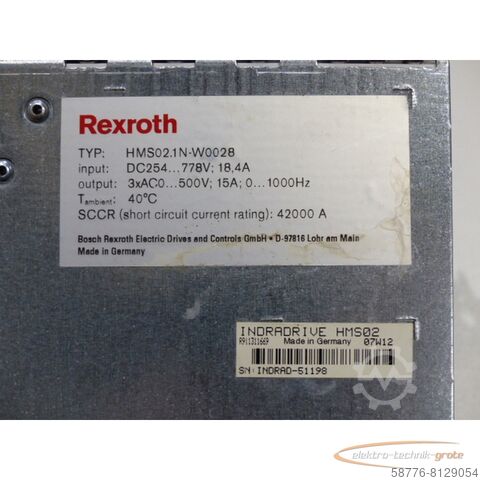 Rexroth
TYP: HMS02.1N-W0028
input: DC254...778V; 18,4A
output: 3xAC0...500V; 15A; 0...1000Hz
Tambient: 40°C
SCCR (short circuit current rating): 42000 A
Bosch Rexroth Electric Drives and Controls GmbH • D-97816 Lohr am Main
Made in Germany
INDRADRIVE HMS02
R911311669 Made in Germany 07W12
SN: INDRAD-51198
elektro-technik-grote
58776-8129054